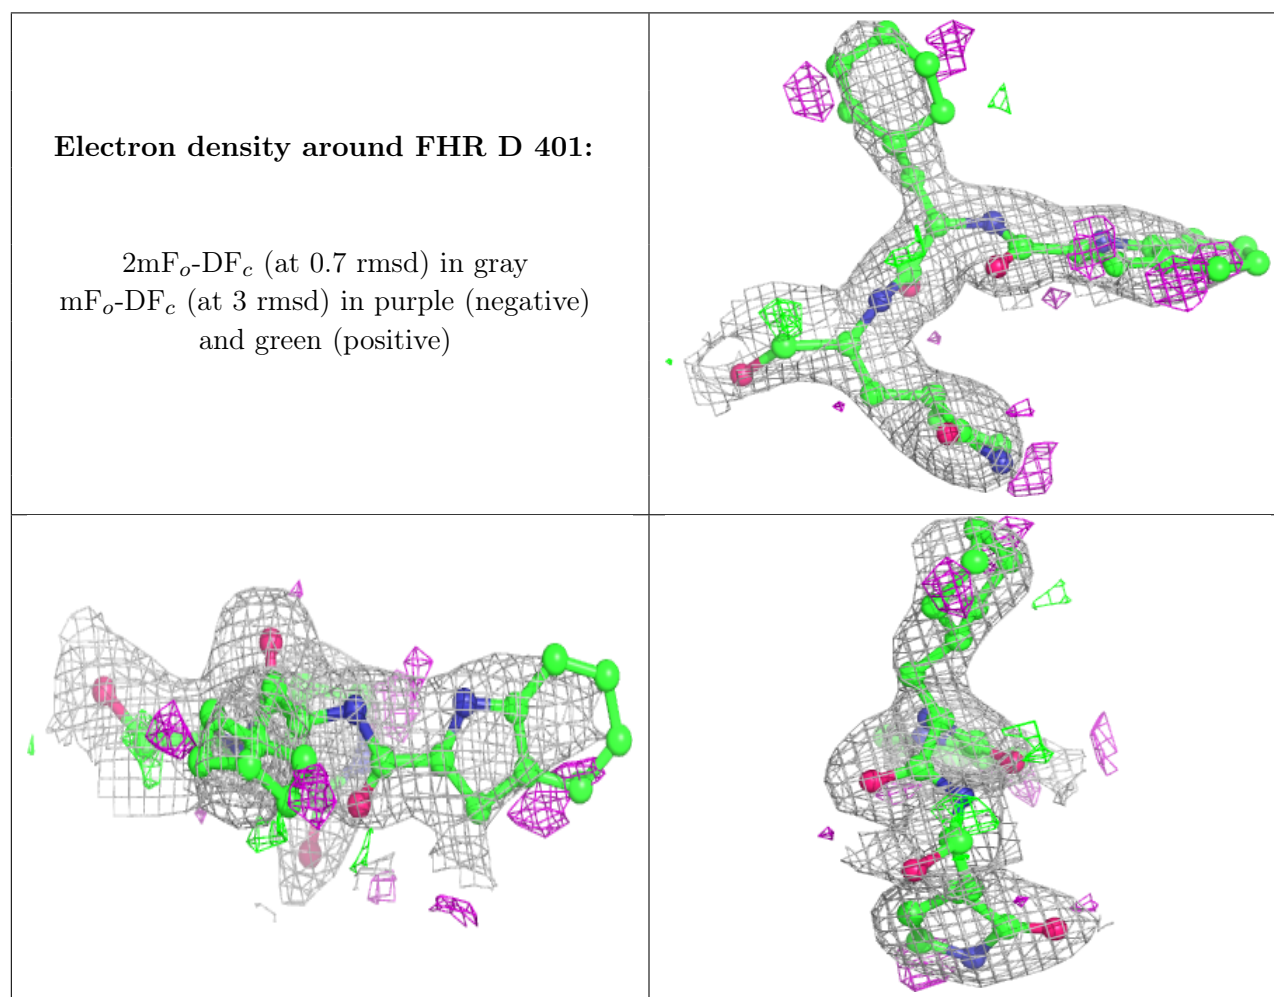 Electron density around FHR D 401:
2mFo-DFc (at 0.7 rmsd) in gray
mFo-DFc (at 3 rmsd) in purple (negative)
and green (positive)